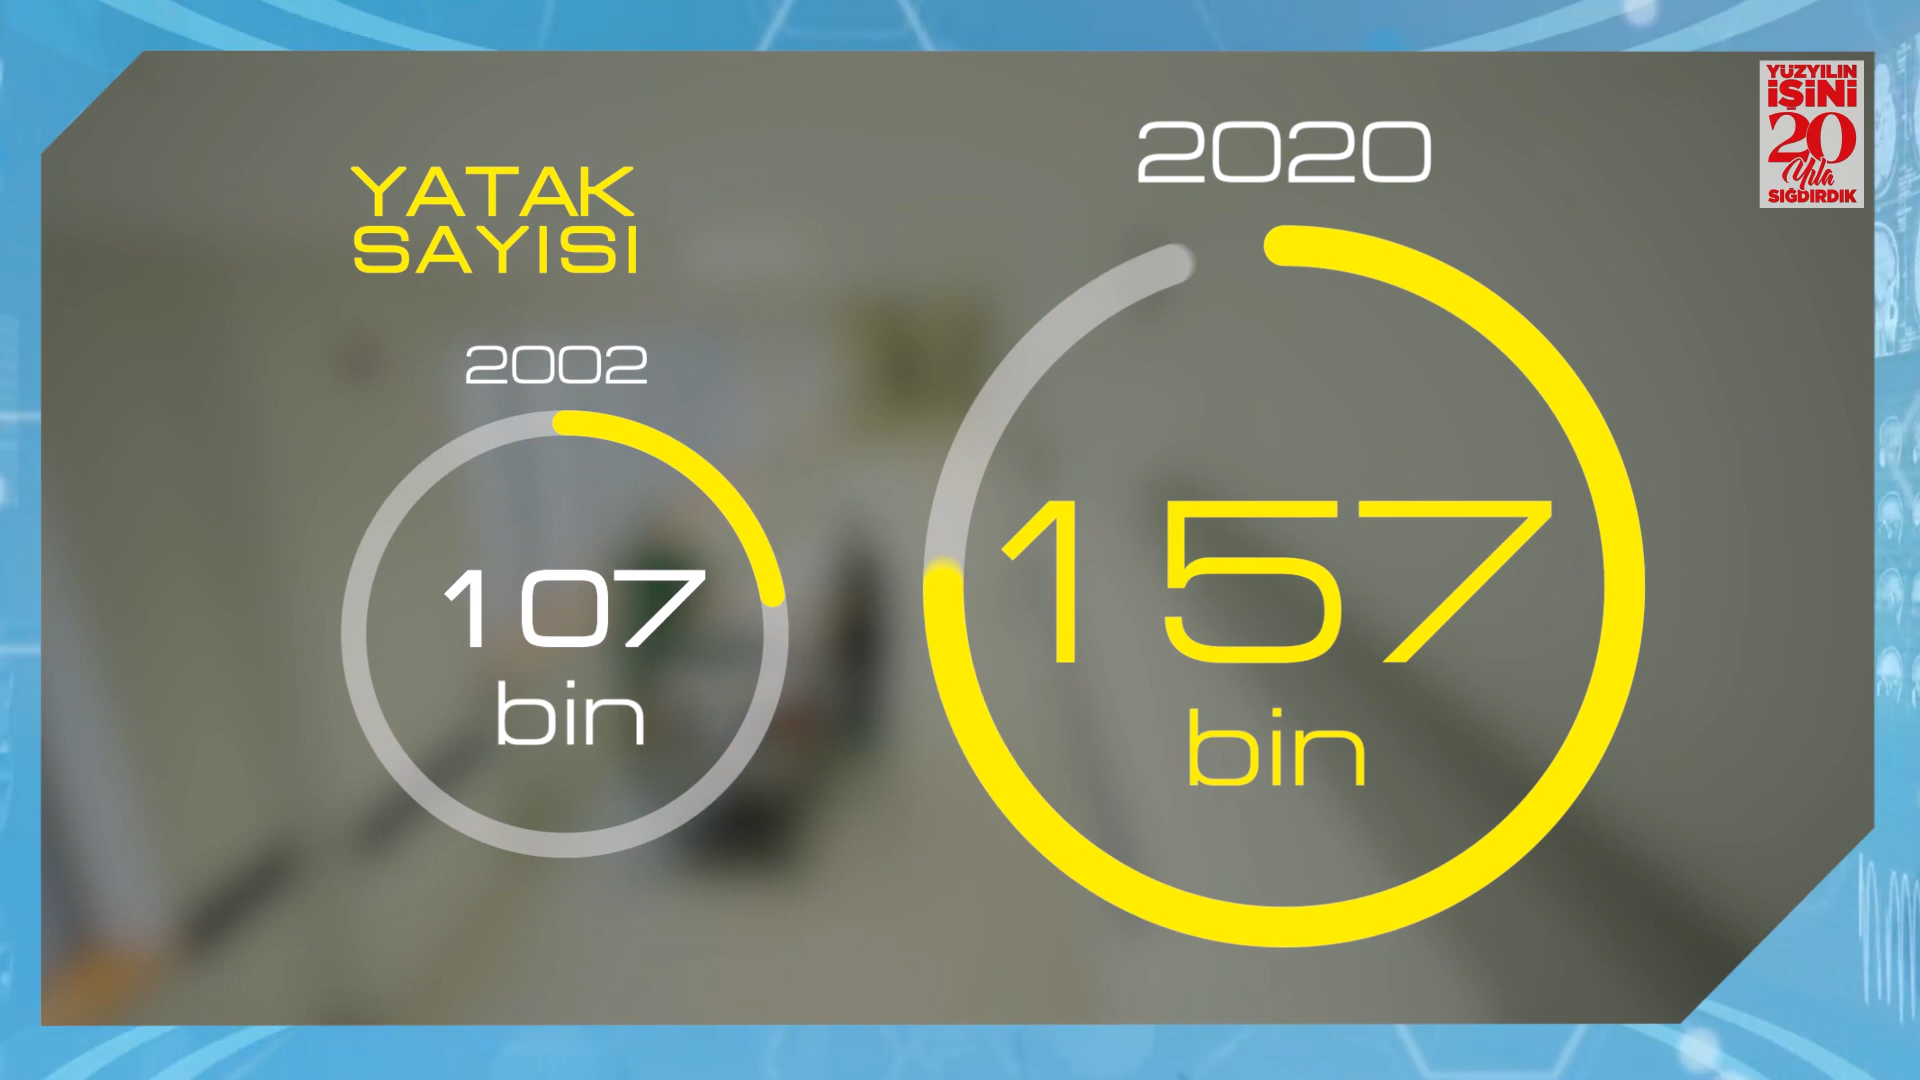 YATAK
SAYISI
2002
107
bin
2020
157
bin
YÜZYILIN
İŞİNİ
20
Yıla
SIĞDIRDIK